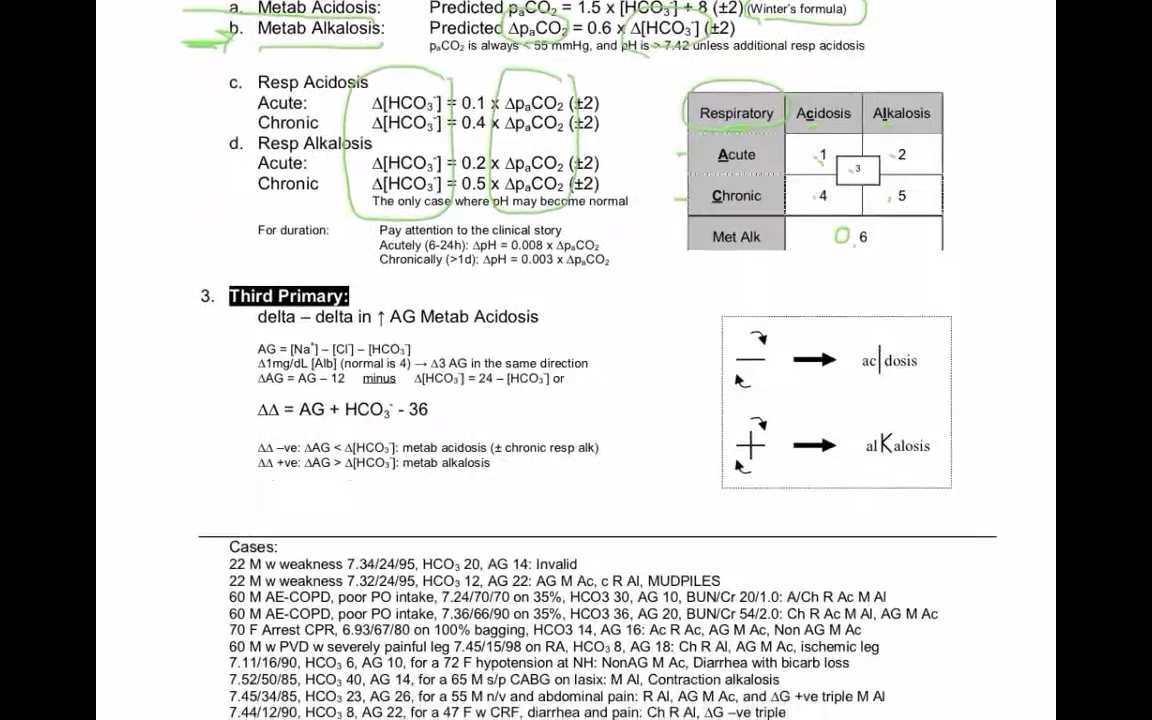 a. Metab Acidosis: Predicted pₐCO₂ = 1.5 x [HCO₃⁻] + 8 (±2) (Winter's formula)
b. Metab Alkalosis: Predicted ΔpₐCO₂ = 0.6 x Δ[HCO₃⁻] (±2)
pₐCO₂ is always < 55 mmHg, and pH is > 7.42 unless additional resp acidosis
c. Resp Acidosis
Acute: Δ[HCO₃⁻] = 0.1 x ΔpₐCO₂ (±2)
Chronic Δ[HCO₃⁻] = 0.4 x ΔpₐCO₂ (±2)
d. Resp Alkalosis
Acute: Δ[HCO₃⁻] = 0.2 x ΔpₐCO₂ (±2)
Chronic Δ[HCO₃⁻] = 0.5 x ΔpₐCO₂ (±2)
The only case where pH may become normal
For duration: Pay attention to the clinical story
Acutely (6-24h): ΔpH = 0.008 x ΔpₐCO₂
Chronically (>1d): ΔpH = 0.003 x ΔpₐCO₂
Respiratory Acidosis Alkalosis
Acute 1 2
3
Chronic 4 5
Met Alk 0.6
3. Third Primary:
delta – delta in ↑ AG Metab Acidosis
AG = [Na⁺] – [Cl⁻] – [HCO₃⁻]
Δ1mg/dL [Alb] (normal is 4) → Δ3 AG in the same direction
ΔAG = AG – 12 minus Δ[HCO₃⁻] = 24 – [HCO₃⁻] or
ΔΔ = AG + HCO₃⁻ - 36
ΔΔ –ve: ΔAG < Δ[HCO₃⁻]: metab acidosis (± chronic resp alk)
ΔΔ +ve: ΔAG > Δ[HCO₃⁻]: metab alkalosis
ac|dosis
alKalosis
Cases:
22 M w weakness 7.34/24/95, HCO₃ 20, AG 14: Invalid
22 M w weakness 7.32/24/95, HCO₃ 12, AG 22: AG M Ac, c R Al, MUDPILES
60 M AE-COPD, poor PO intake, 7.24/70/70 on 35%, HCO3 30, AG 10, BUN/Cr 20/1.0: A/Ch R Ac M Al
60 M AE-COPD, poor PO intake, 7.36/66/90 on 35%, HCO3 36, AG 20, BUN/Cr 54/2.0: Ch R Ac M Al, AG M Ac
70 F Arrest CPR, 6.93/67/80 on 100% bagging, HCO3 14, AG 16: Ac R Ac, AG M Ac, Non AG M Ac
60 M w PVD w severely painful leg 7.45/15/98 on RA, HCO₃ 8, AG 18: Ch R Al, AG M Ac, ischemic leg
7.11/16/90, HCO₃ 6, AG 10, for a 72 F hypotension at NH: NonAG M Ac, Diarrhea with bicarb loss
7.52/50/85, HCO₃ 40, AG 14, for a 65 M s/p CABG on lasix: M Al, Contraction alkalosis
7.45/34/85, HCO₃ 23, AG 26, for a 55 M n/v and abdominal pain: R Al, AG M Ac, and ΔG +ve triple M Al
7.44/12/90, HCO₃ 8, AG 22, for a 47 F w CRF, diarrhea and pain: Ch R Al, ΔG –ve triple